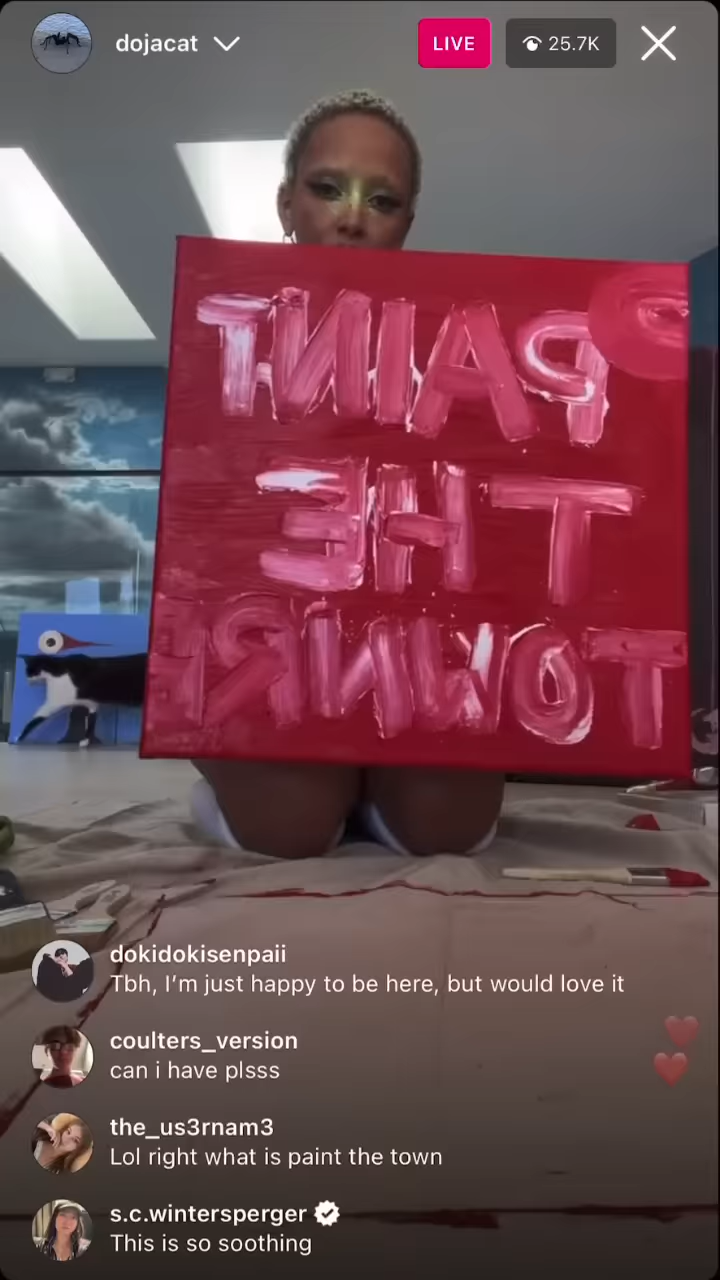 dojacat
LIVE
25.7K
PAINT
THE
TOWNRE
dokidokisenpaii
Tbh, I'm just happy to be here, but would love it
coulters_version
can i have plsss
the_us3rnam3
Lol right what is paint the town
s.c.wintersperger
This is so soothing